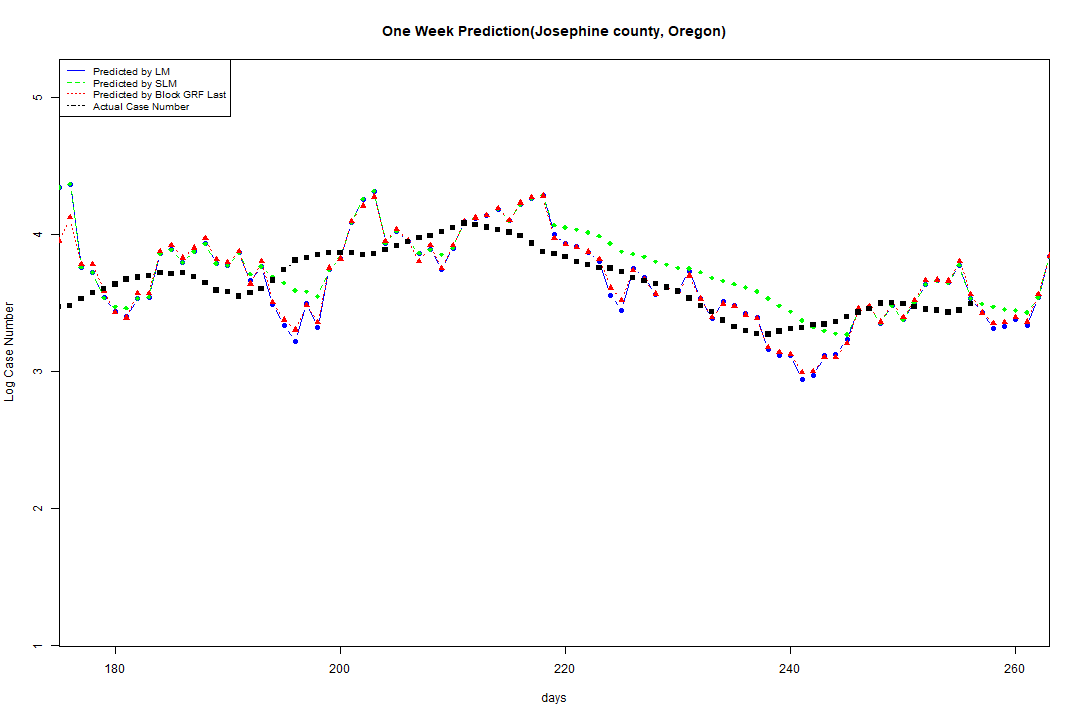 One Week Prediction(Josephine county, Oregon)
Predicted by LM
Predicted by SLM
Predicted by Block GRF Last
Actual Case Number
5
4
3
2
1
Log Case Number
180 200 220 240 260
days